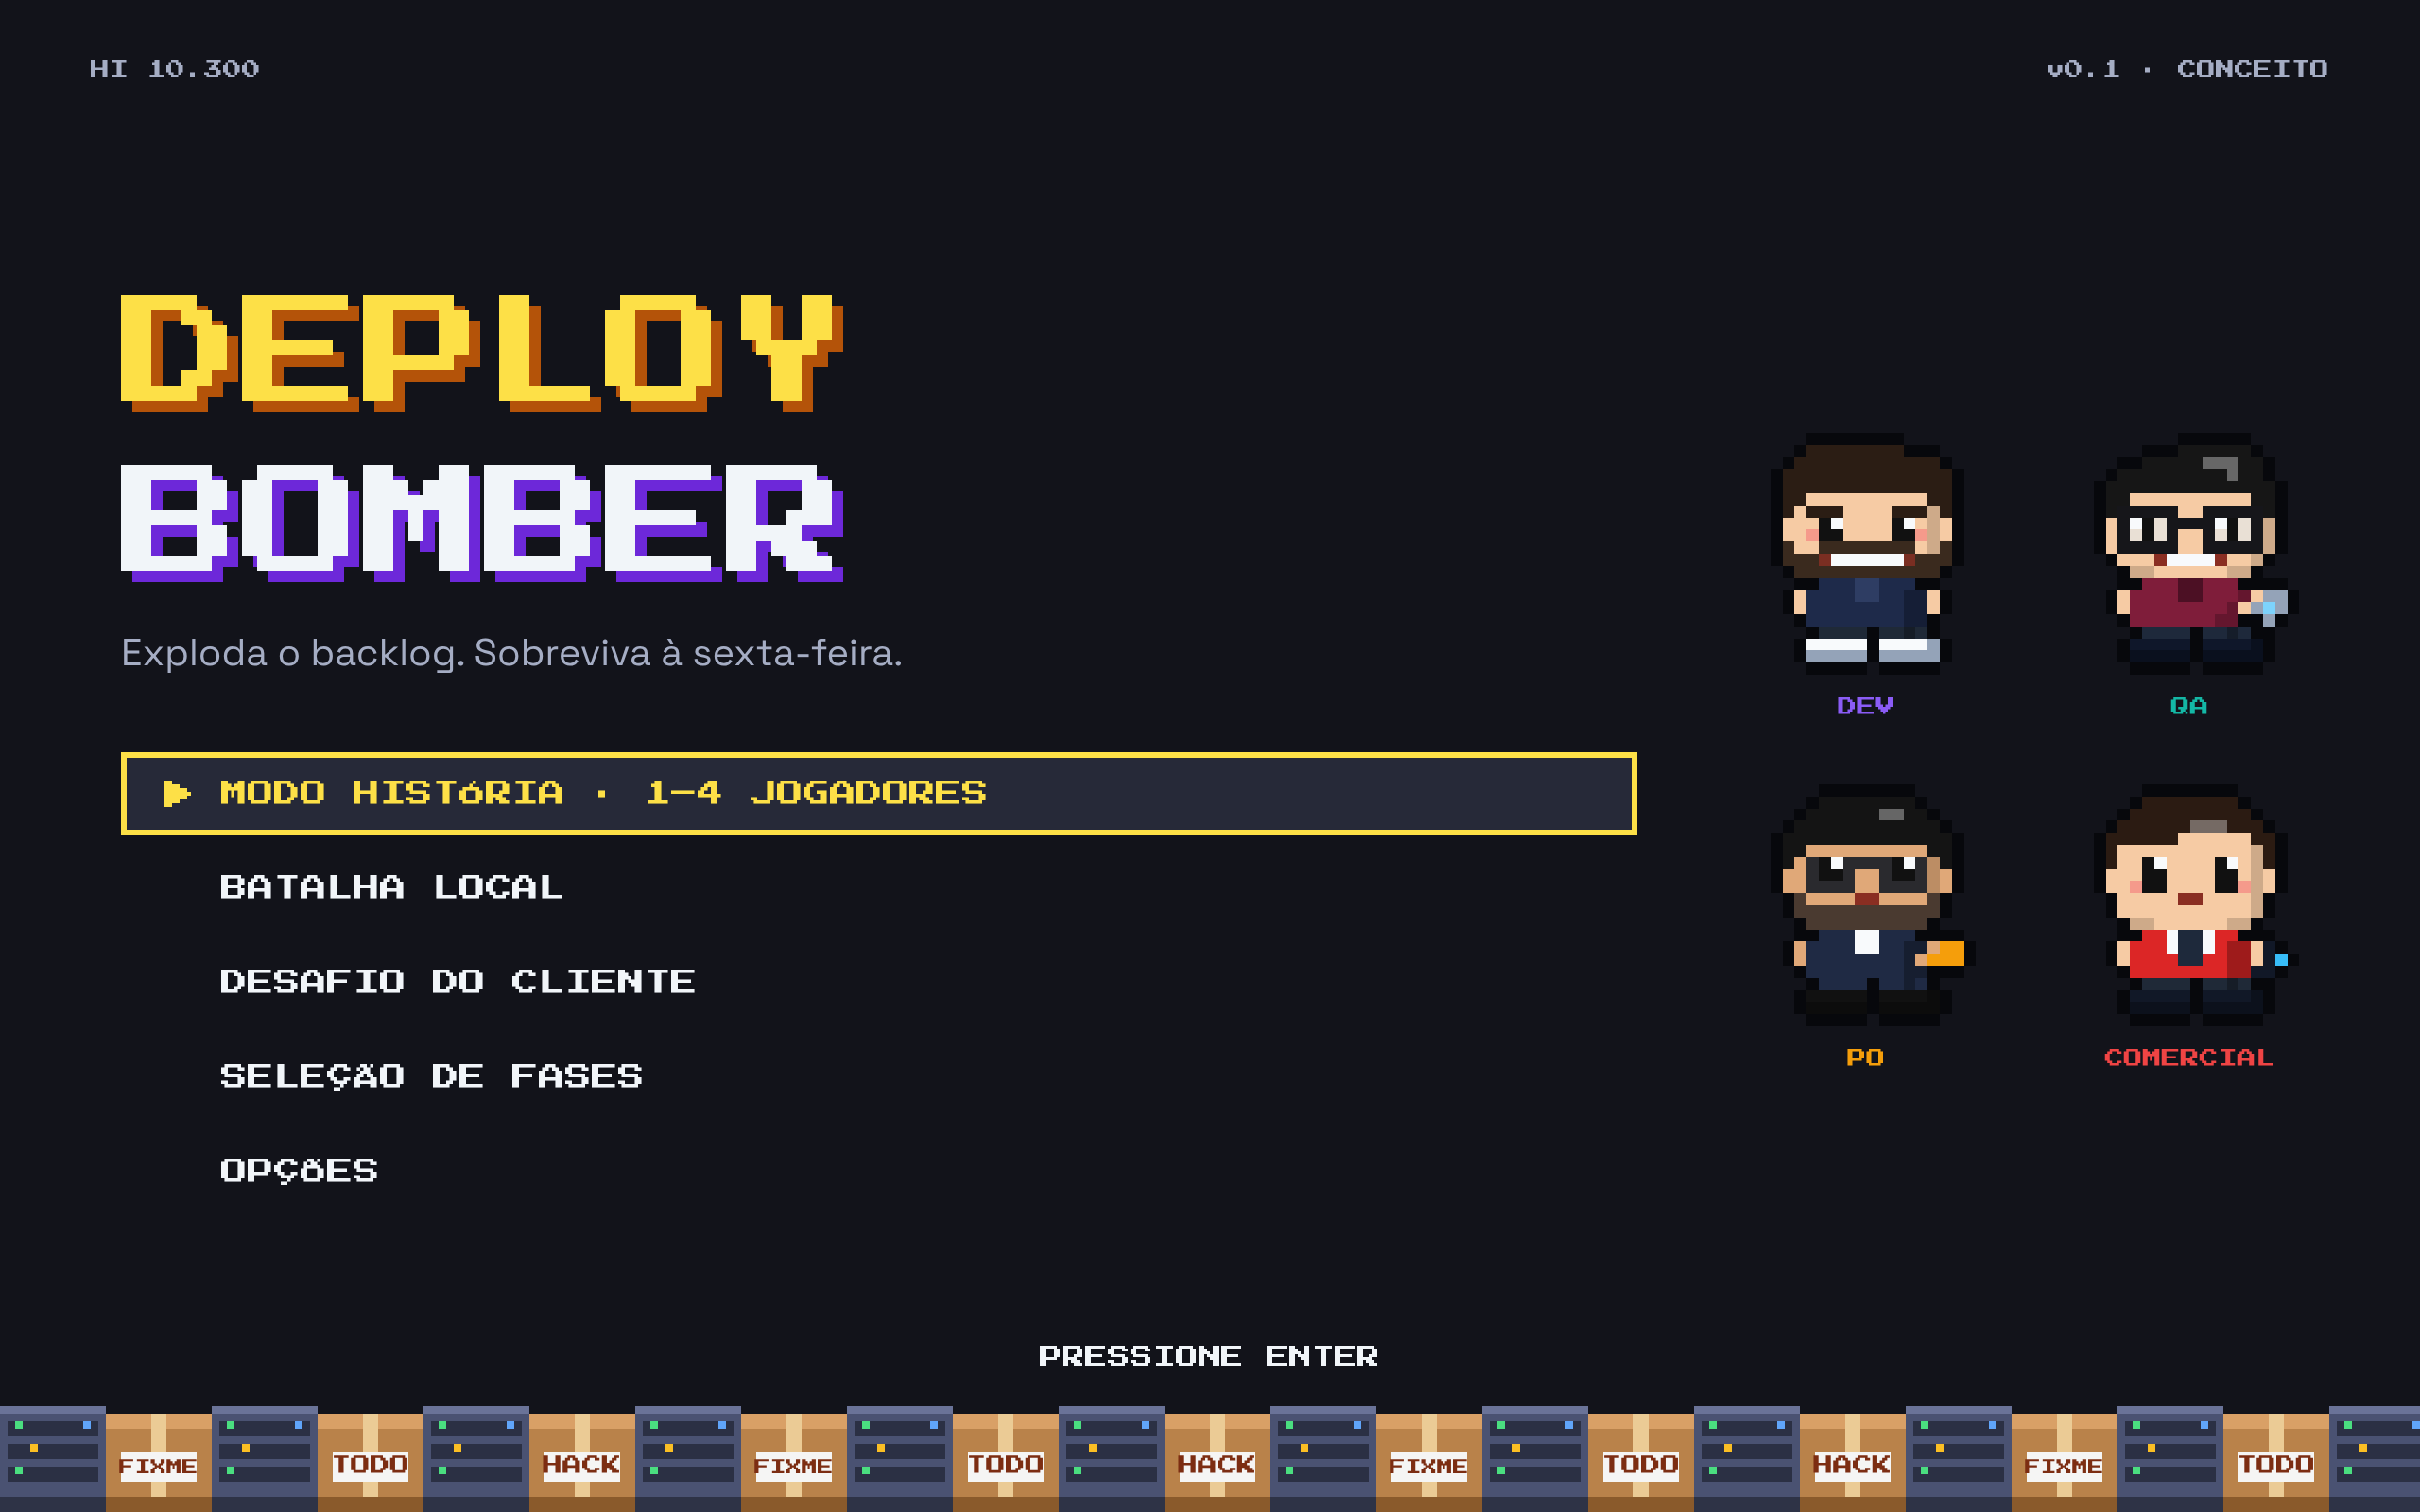 HI 10.300
v0.1 · CONCEITO
DEPLOY
BOMBER
Exploda o backlog. Sobreviva à sexta-feira.
▶ MODO HISTÓRIA · 1–4 JOGADORES
BATALHA LOCAL
DESAFIO DO CLIENTE
SELEÇÃO DE FASES
OPÇÕES
DEV
QA
PO
COMERCIAL
PRESSIONE ENTER
FIXME TODO HACK FIXME TODO HACK FIXME TODO HACK FIXME TODO